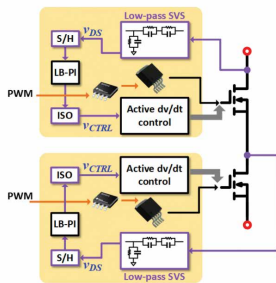 Low-pass SVS
v_DS
S/H
LB-PI
PWM
ISO
v_CTRL
Active dv/dt
control
v_CTRL
Active dv/dt
control
ISO
PWM
LB-PI
S/H
v_DS
Low-pass SVS